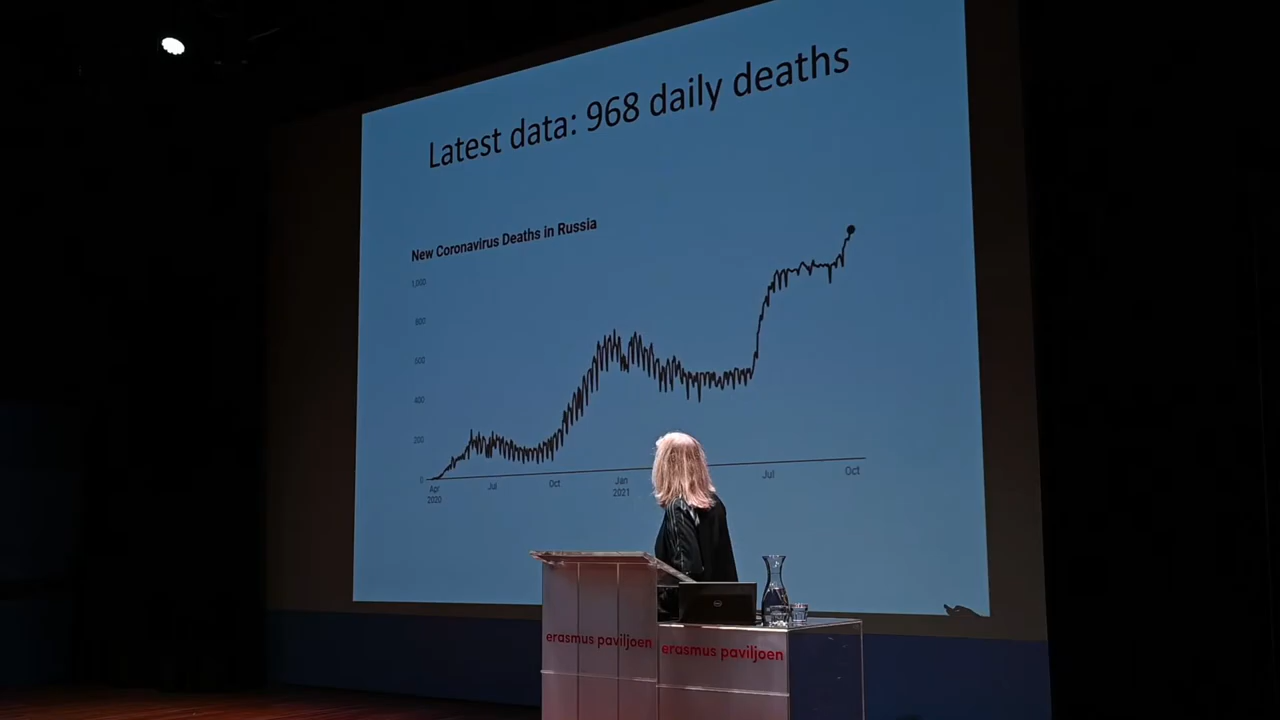 Latest data: 968 daily deaths
New Coronavirus Deaths in Russia
1,000
800
600
400
200
0
Apr
2020
Jul
Oct
Jan
2021
Jul
Oct
erasmus paviljoen
erasmus paviljoen